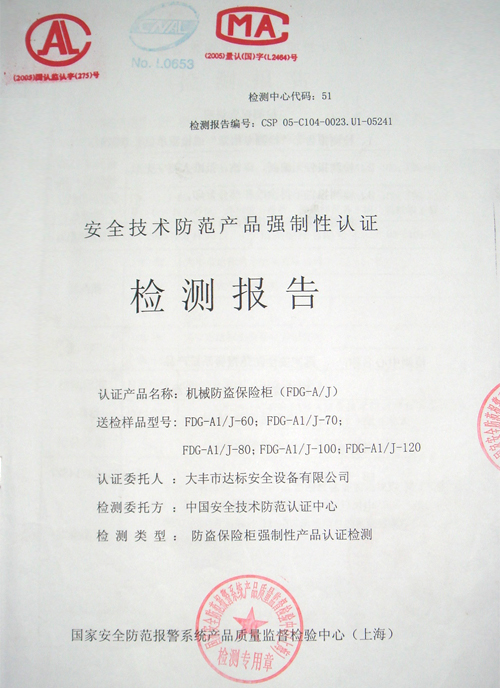 CAL
CNAL
MA
(2005)国认监认字(275)号
No. L0653
(2005)量认(国)字(L2464)号
检测中心代码：51
检测报告编号：CSP 05-C104-0023.U1-05241
安全技术防范产品强制性认证
检测报告
认证产品名称：机械防盗保险柜（FDG-A/J）
送检样品型号：FDG-A1/J-60；FDG-A1/J-70；
FDG-A1/J-80；FDG-A1/J-100；FDG-A1/J-120
认证委托人：大丰市达标安全设备有限公司
检测委托方：中国安全技术防范认证中心
检测类型：防盗保险柜强制性产品认证检测
国家安全防范报警系统产品质量监督检验中心（上海）
检测专用章